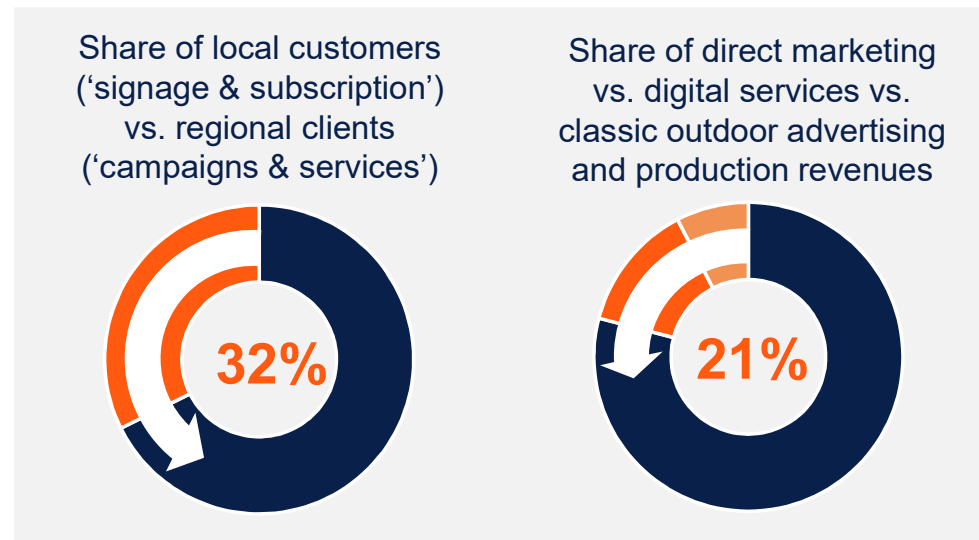 Share of local customers
(‘signage & subscription’)
vs. regional clients
(‘campaigns & services’)
32%
Share of direct marketing
vs. digital services vs.
classic outdoor advertising
and production revenues
21%